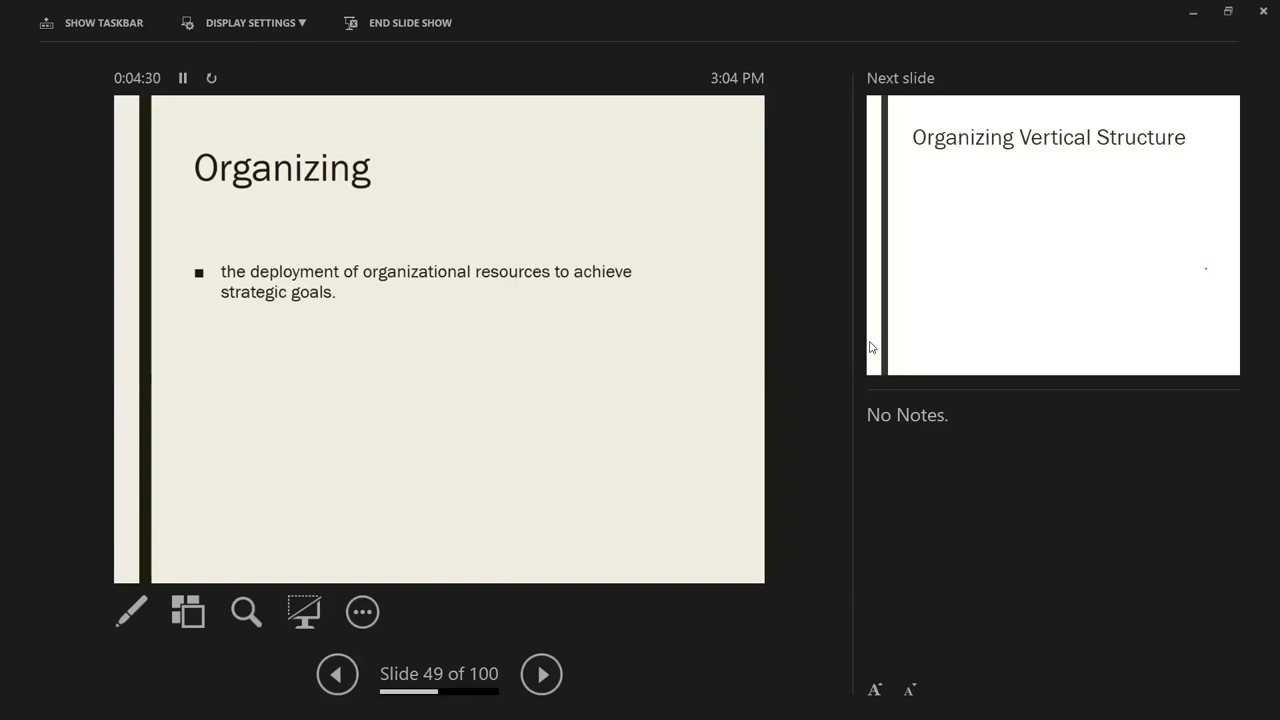 SHOW TASKBAR DISPLAY SETTINGS ▼ END SLIDE SHOW
0:04:30 3:04 PM
Organizing
■ the deployment of organizational resources to achieve
strategic goals.
Slide 49 of 100
Next slide
Organizing Vertical Structure
No Notes.
A A